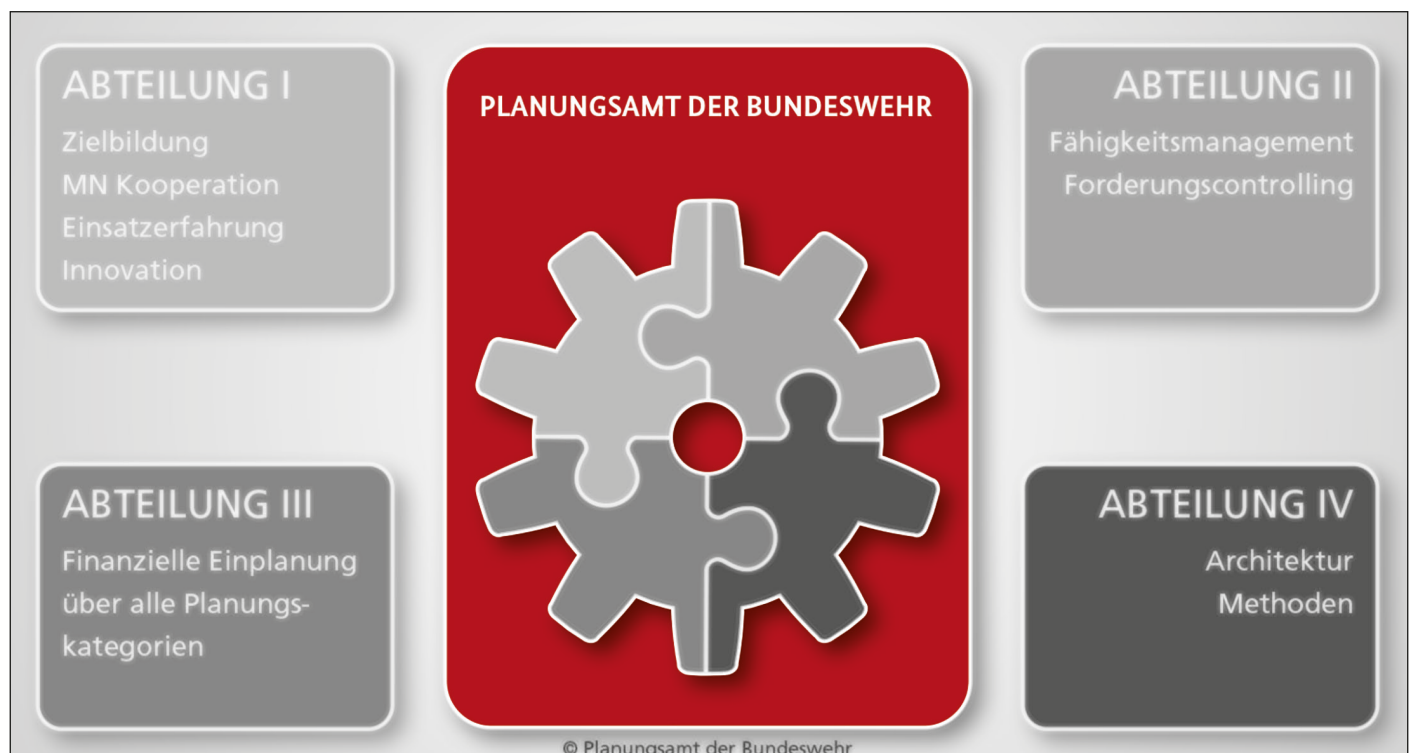 ABTEILUNG I
Zielbildung
MN Kooperation
Einsatzerfahrung
Innovation
PLANUNGSAMT DER BUNDESWEHR
ABTEILUNG II
Fähigkeitsmanagement
Forderungscontrolling
ABTEILUNG III
Finanzielle Einplanung
über alle Planungs-
kategorien
ABTEILUNG IV
Architektur
Methoden
© Planungsamt der Bundeswehr